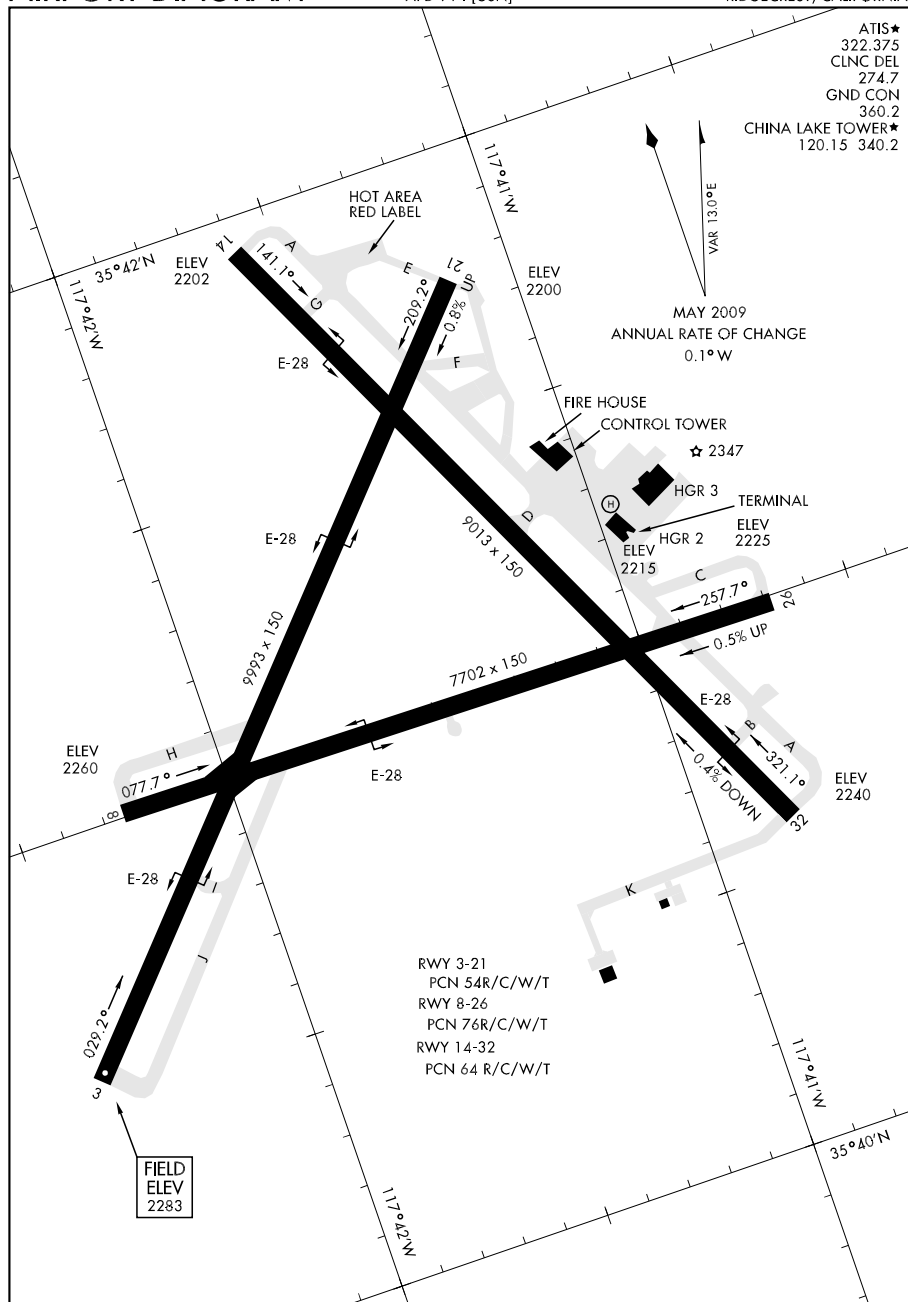 ATIS★
322.375
CLNC DEL
274.7
GND CON
360.2
CHINA LAKE TOWER★
120.15 340.2
VAR 13.0°E
MAY 2009
ANNUAL RATE OF CHANGE
0.1° W
117°41'W
HOT AREA
RED LABEL
35°42'N
117°42'W
ELEV
2202
14
A
141.1°
G
E
21
209.2°
0.8% UP
F
ELEV
2200
E-28
FIRE HOUSE
CONTROL TOWER
2347
HGR 3
H
TERMINAL
HGR 2
ELEV
2215
ELEV
2225
D
9013 x 150
E-28
9993 x 150
C
257.7°
26
0.5% UP
7702 x 150
E-28
B
A
321.1°
0.4% DOWN
32
ELEV
2240
ELEV
2260
H
077.7°
8
E-28
E-28
I
J
K
029.2°
3
RWY 3-21
PCN 54R/C/W/T
RWY 8-26
PCN 76R/C/W/T
RWY 14-32
PCN 64 R/C/W/T
117°41'W
35°40'N
FIELD
ELEV
2283
117°42'W